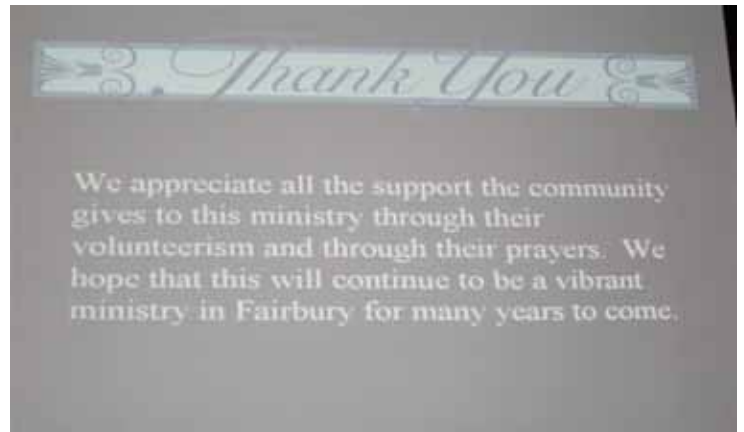 Thank You
We appreciate all the support the community
gives to this ministry through their
volunteerism and through their prayers. We
hope that this will continue to be a vibrant
ministry in Fairbury for many years to come.